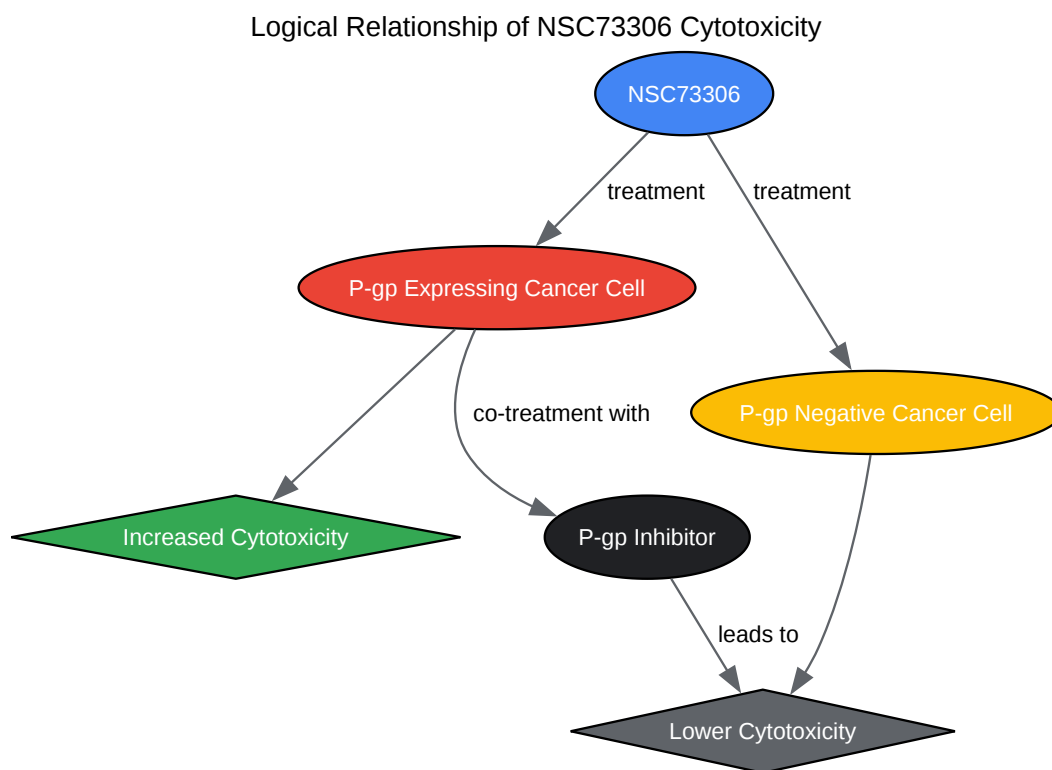 Logical Relationship of NSC73306 Cytotoxicity
NSC73306
treatment
treatment
P-gp Expressing Cancer Cell
co-treatment with
P-gp Negative Cancer Cell
Increased Cytotoxicity
P-gp Inhibitor
leads to
Lower Cytotoxicity